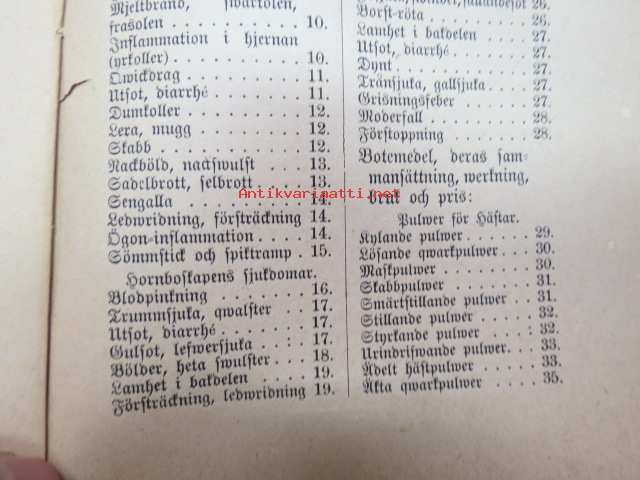 Mjeltbrand, swartolen,
frasolen . . . . . . . . . 10.
Inflammation i hjernan
(yrkoller) . . . . . . . . 10.
Qwickdrag . . . . . . . . 11.
Utsot, diarrhé . . . . . . 11.
Dumkoller . . . . . . . . 12.
Lera, mugg . . . . . . . 12.
Skabb . . . . . . . . . . 12.
Nackböld, nackswulst . . . 13.
Sadelbrott, selbrott . . . . 13.
Sengalla . . . . . . . . . 14.
Ledwridning, försträckning 14.
Ögon-inflammation . . . . 14.
Sömmstick och spiktramp . 15.
Hornboskapens sjukdomar.
Blodpinkning . . . . . . . 16.
Trummsjuka, qwalster . . 17.
Utsot, diarrhé . . . . . . 17.
Gulsot, lefwersjuka . . : . 17.
Bölder, heta swulster . . . 18.
Lamhet i bakdelen . . . . 19.
Försträckning, ledwridning 19.
26.
Borst-röta . . . . . . . . 26.
Lamhet i bakdelen . . . . 27.
Utsot, diarrhé . . . . . . 27.
Dynt . . . . . . . . . . 27.
Tränsjuka, gallsjuka . . . 27.
Grisningsfeber . . . . . . 27.
Moderfall . . . . . . . . 28.
Förstoppning . . . . . . . 28.
Botemedel, deras sam-
mansättning, werkning,
bruk och pris:
Pulwer för Hästar.
Kylande pulwer . . . . . . 29.
Lösande qwarkpulwer . . . 30.
Maskpulwer . . . . . . . 30.
Skabbpulwer . . . . . . . 31.
Smärtstillande pulwer . . . 31.
Stillande pulwer . . . . . 32.
Styrkande pulwer . . . : 32.
Urindrifwande pulwer . . . 33.
Ädelt hästpulwer . . . . . 33.
Äkta qwarkpulwer . . . . 35.
Antikvariaatti.net